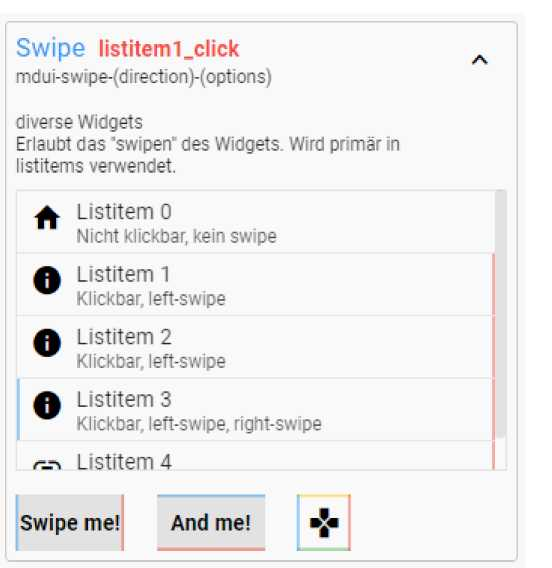 Swipe listitem1_click
mdui-swipe-(direction)-(options)
diverse Widgets
Erlaubt das "swipen" des Widgets. Wird primär in
listitems verwendet.
Listitem 0
Nicht klickbar, kein swipe
Listitem 1
Klickbar, left-swipe
Listitem 2
Klickbar, left-swipe
Listitem 3
Klickbar, left-swipe, right-swipe
Listitem 4
Swipe me! And me!